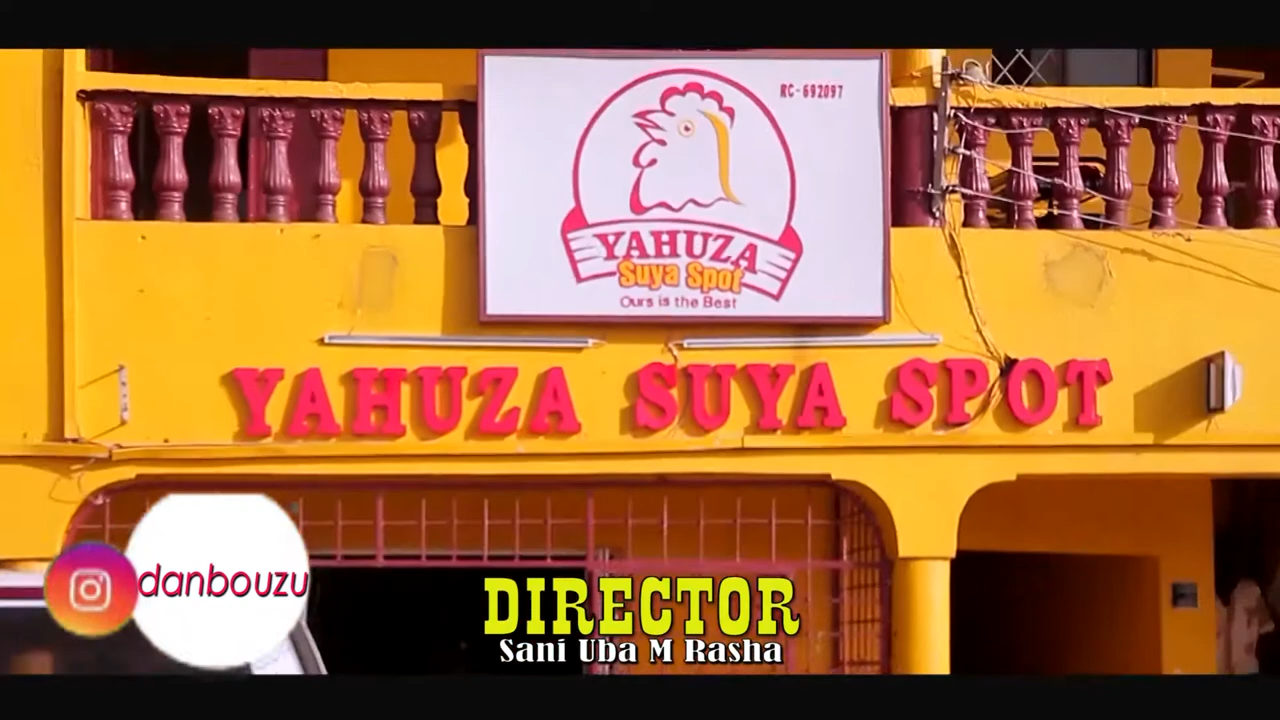 RC-692097
YAHUZA
Suya Spot
Ours is the Best
YAHUZA SUYA SPOT
danbouzu
DIRECTOR
Sani Uba M Rasha